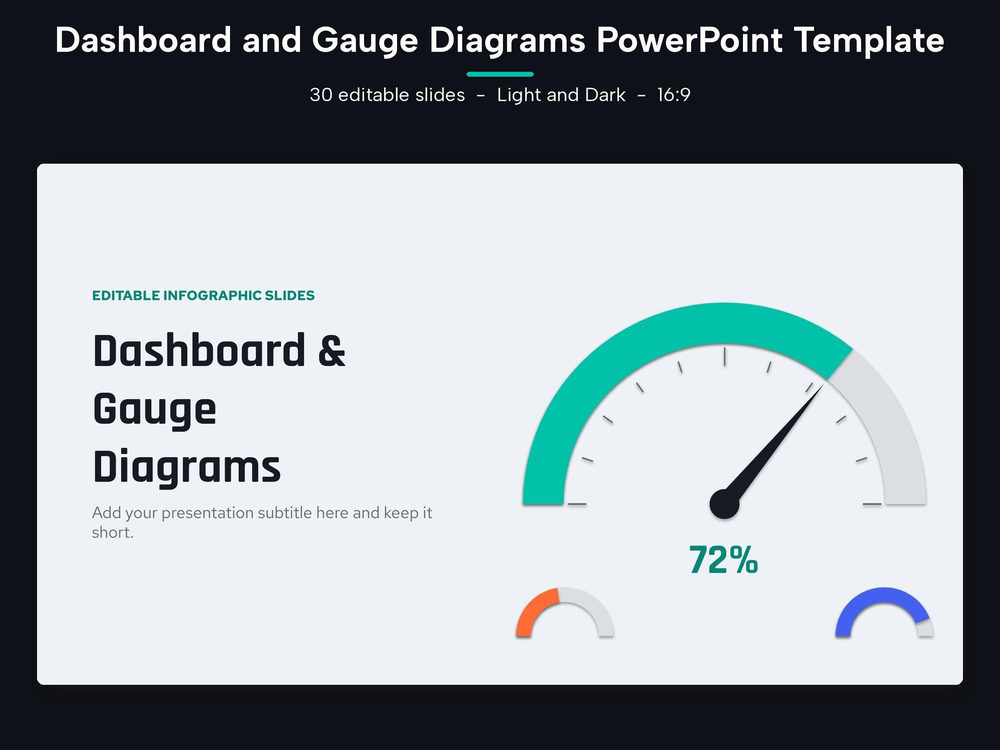 Dashboard and Gauge Diagrams PowerPoint Template
30 editable slides – Light and Dark – 16:9
EDITABLE INFOGRAPHIC SLIDES
Dashboard &
Gauge
Diagrams
Add your presentation subtitle here and keep it
short.
72%